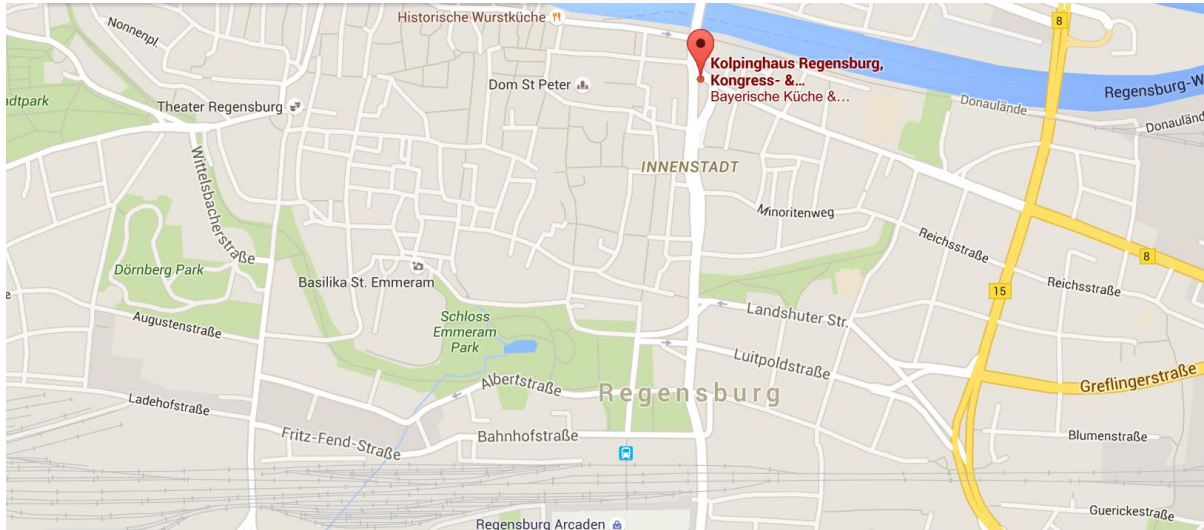 Historische Wurstküche
Nonnenpl.
8
Kolpinghaus Regensburg,
Kongress- &...
Bayerische Küche &...
Dom St Peter
Regensburg-W
adtpark
Theater Regensburg
Donaulände
Donauländ
Wittelsbacherstraße
INNENSTADT
Minoritenweg
Reichsstraße
8
Dörnberg Park
Basilika St. Emmeram
Reichsstraße
15
Schloss
Emmeram
Park
Augustenstraße
Landshuter Str.
Luitpoldstraße
Albertstraße
Regensburg
Greflingerstraße
Ladehofstraße
Fritz-Fend-Straße
Bahnhofstraße
Blumenstraße
Guerickestraße
Regensburg Arcaden